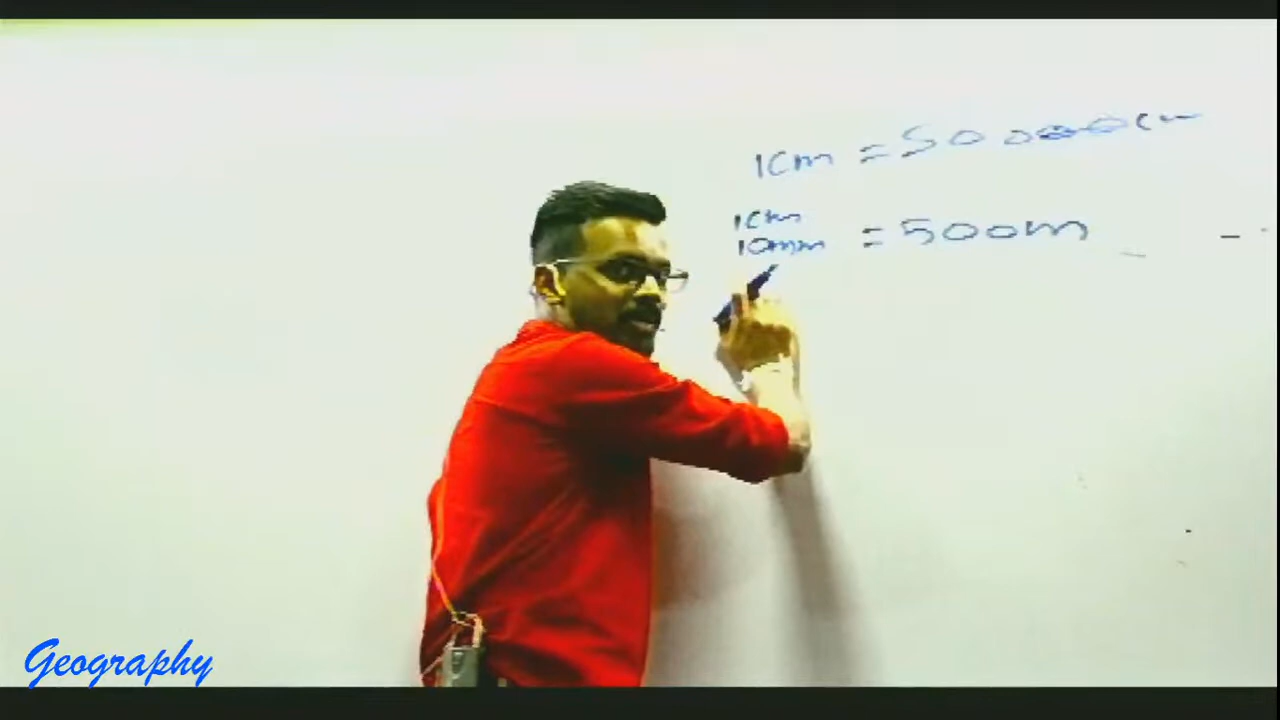 1cm = 50000cm
1cm
10mm = 500m
Geography